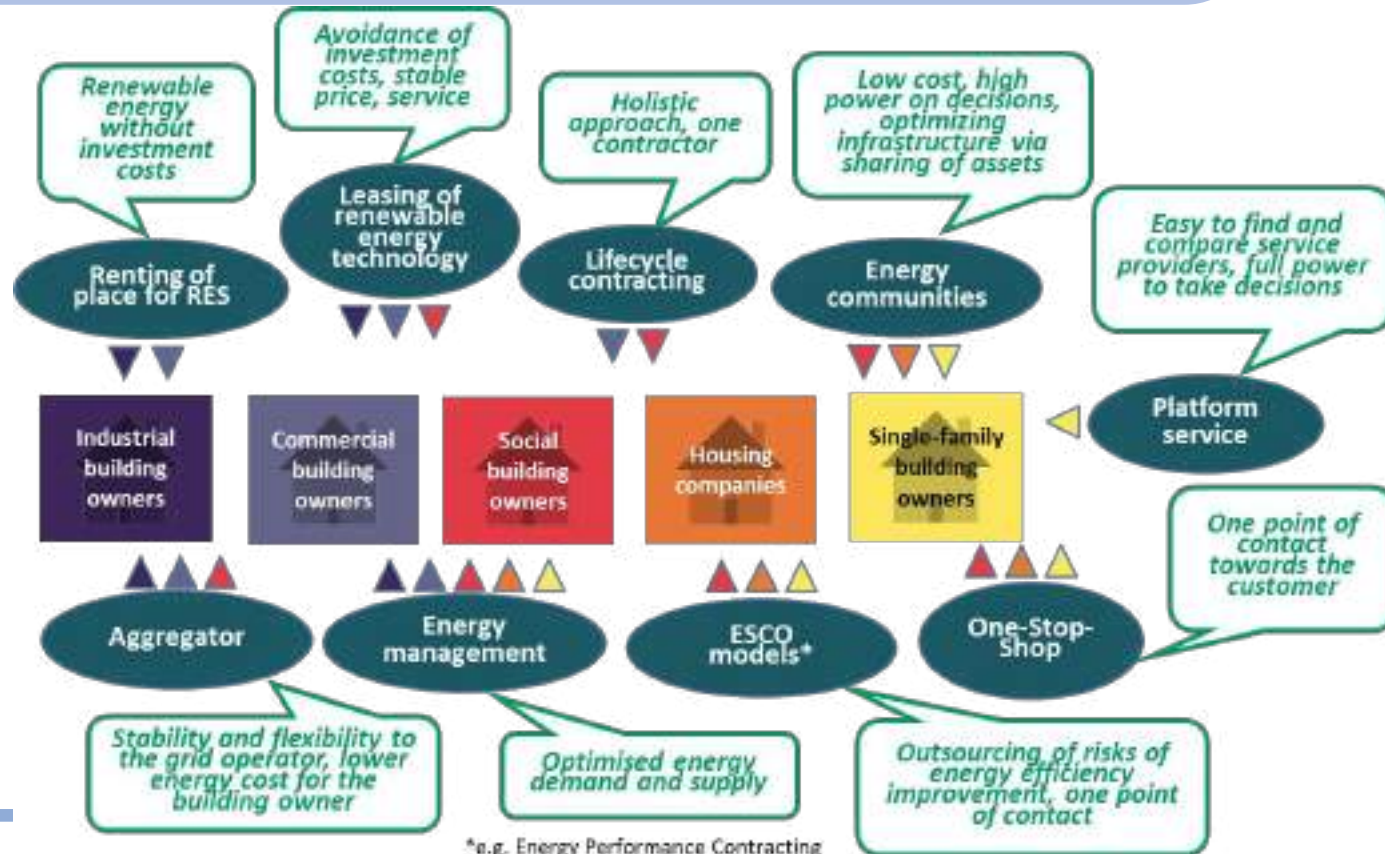 Avoidance of
investment
costs, stable
price, service
Renewable
energy
without
investment
costs
Holistic
approach, one
contractor
Low cost, high
power on decisions,
optimizing
infrastructure via
sharing of assets
Easy to find and
compare service
providers, full power
to take decisions
Renting of
place for RES
Leasing of
renewable
energy
technology
Lifecycle
contracting
Energy
communities
Platform
service
Industrial
building
owners
Commercial
building
owners
Social
building
owners
Housing
companies
Single-family
building
owners
One point of
contact
towards the
customer
Aggregator
Energy
management
ESCO
models*
One-Stop-
Shop
Stability and flexibility to
the grid operator, lower
energy cost for the
building owner
Optimised energy
demand and supply
Outsourcing of risks of
energy efficiency
improvement, one point
of contact
*e.g. Energy Performance Contracting